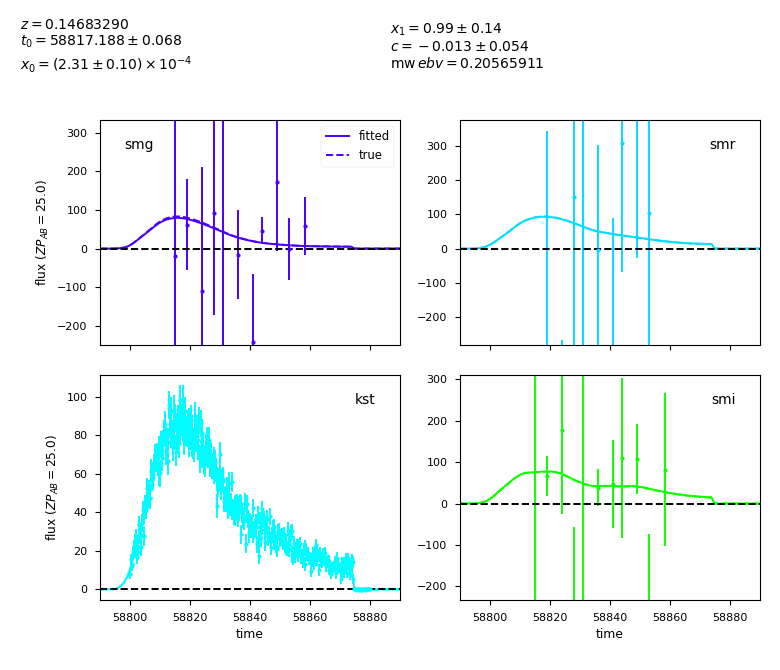 z = 0.14683290
t₀ = 58817.188 ± 0.068
x₀ = (2.31 ± 0.10) × 10⁻⁴
x₁ = 0.99 ± 0.14
c = −0.013 ± 0.054
mw ebv = 0.20565911
smg
fitted
true
300
200
100
0
−100
−200
flux (ZP_AB = 25.0)
smr
300
200
100
0
−100
−200
kst
100
80
60
40
20
0
flux (ZP_AB = 25.0)
58800 58820 58840 58860 58880
time
smi
300
200
100
0
−100
−200
58800 58820 58840 58860 58880
time